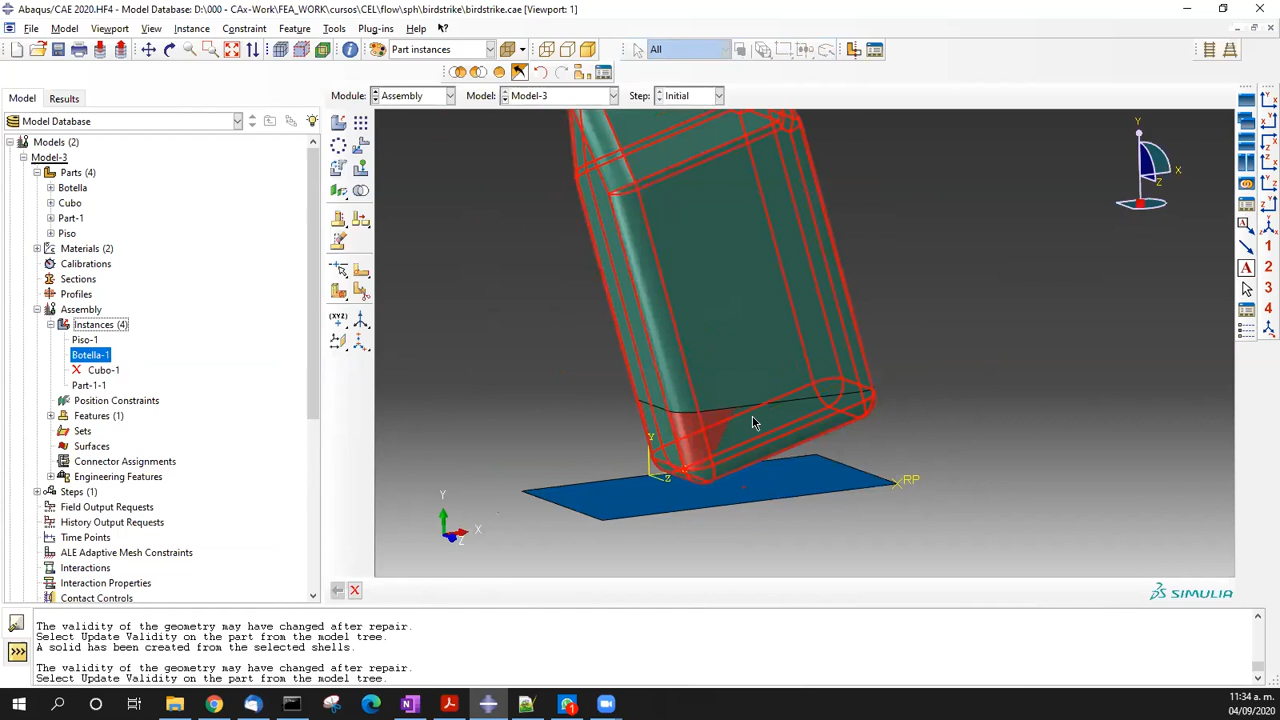 Abaqus/CAE 2020.HF4 - Model Database: D:\000 - CAx-Work\FEA_WORK\cursos\CEL\flow\sph\birdstrike\birdstrike.cae [Viewport: 1]
File Model Viewport View Instance Constraint Feature Tools Plug-ins Help
Part instances All
Module: Assembly Model: Model-3 Step: Initial
Model Results
Model Database
Models (2)
Model-3
Parts (4)
Botella
Cubo
Part-1
Piso
Materials (2)
Calibrations
Sections
Profiles
Assembly
Instances (4)
Piso-1
Botella-1
Cubo-1
Part-1-1
Position Constraints
Features (1)
Sets
Surfaces
Connector Assignments
Engineering Features
Steps (1)
Field Output Requests
History Output Requests
Time Points
ALE Adaptive Mesh Constraints
Interactions
Interaction Properties
Contact Controls
(XYZ)
Y
X
Z
Y
Z
RP
Y
X
Z
1
2
3
4
SIMULIA
The validity of the geometry may have changed after repair.
Select Update Validity on the part from the model tree.
A solid has been created from the selected shells.
The validity of the geometry may have changed after repair.
Select Update Validity on the part from the model tree.
11:34 a. m.
04/09/2020